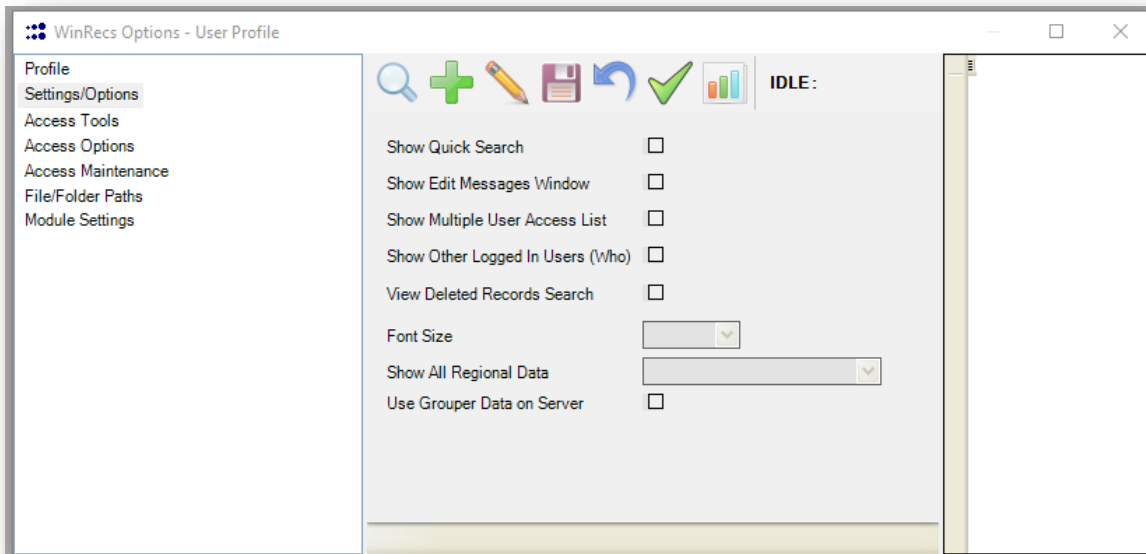 WinRecs Options - User Profile
Profile
Settings/Options
Access Tools
Access Options
Access Maintenance
File/Folder Paths
Module Settings
IDLE:
Show Quick Search
Show Edit Messages Window
Show Multiple User Access List
Show Other Logged In Users (Who)
View Deleted Records Search
Font Size
Show All Regional Data
Use Grouper Data on Server